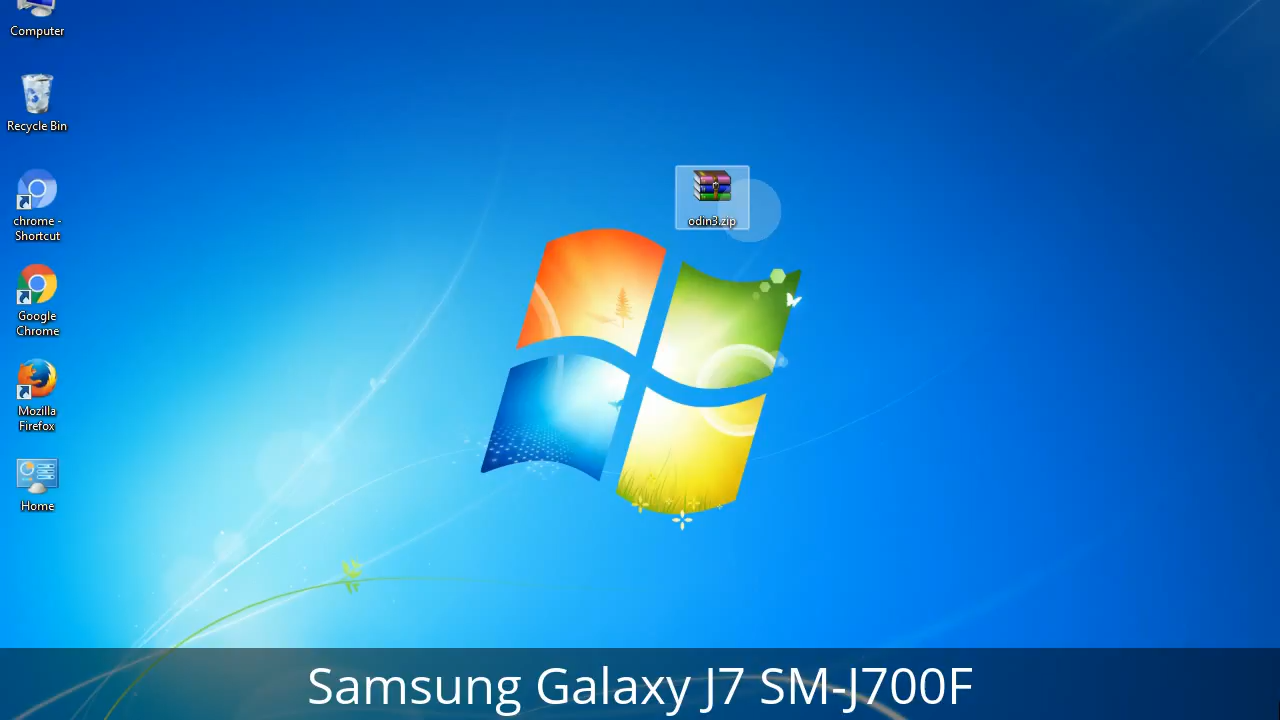 Computer
Recycle Bin
chrome -
Shortcut
Google
Chrome
Mozilla
Firefox
Home
odin3.zip
Samsung Galaxy J7 SM-J700F